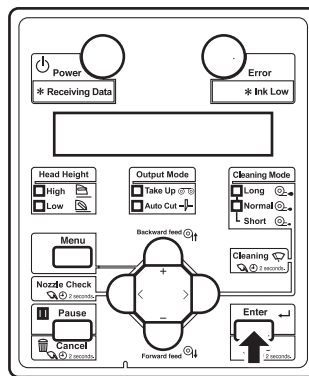 Power
Error
* Receiving Data
* Ink Low
Head Height
High
Low
Output Mode
Take Up
Auto Cut
Cleaning Mode
Long
Normal
Short
Menu
Backward feed
Cleaning
2 seconds.
Nozzle Check
2 seconds.
+
< >
−
Pause
Cancel
2 seconds.
Forward feed
Enter
2 seconds.